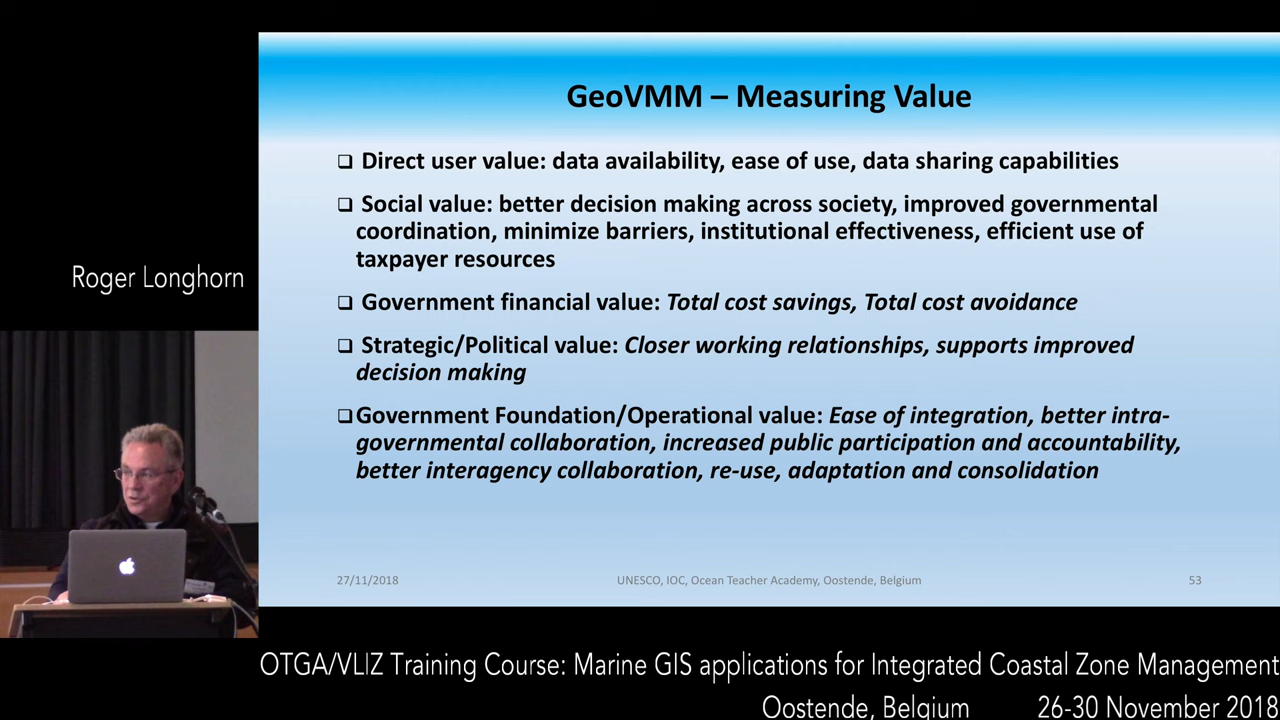 GeoVMM – Measuring Value
❑ Direct user value: data availability, ease of use, data sharing capabilities
❑ Social value: better decision making across society, improved governmental
coordination, minimize barriers, institutional effectiveness, efficient use of
taxpayer resources
❑ Government financial value: Total cost savings, Total cost avoidance
❑ Strategic/Political value: Closer working relationships, supports improved
decision making
❑ Government Foundation/Operational value: Ease of integration, better intra-
governmental collaboration, increased public participation and accountability,
better interagency collaboration, re-use, adaptation and consolidation
27/11/2018 UNESCO, IOC, Ocean Teacher Academy, Oostende, Belgium 53
Roger Longhorn
OTGA/VLIZ Training Course: Marine GIS applications for Integrated Coastal Zone Management
Oostende, Belgium 26-30 November 2018